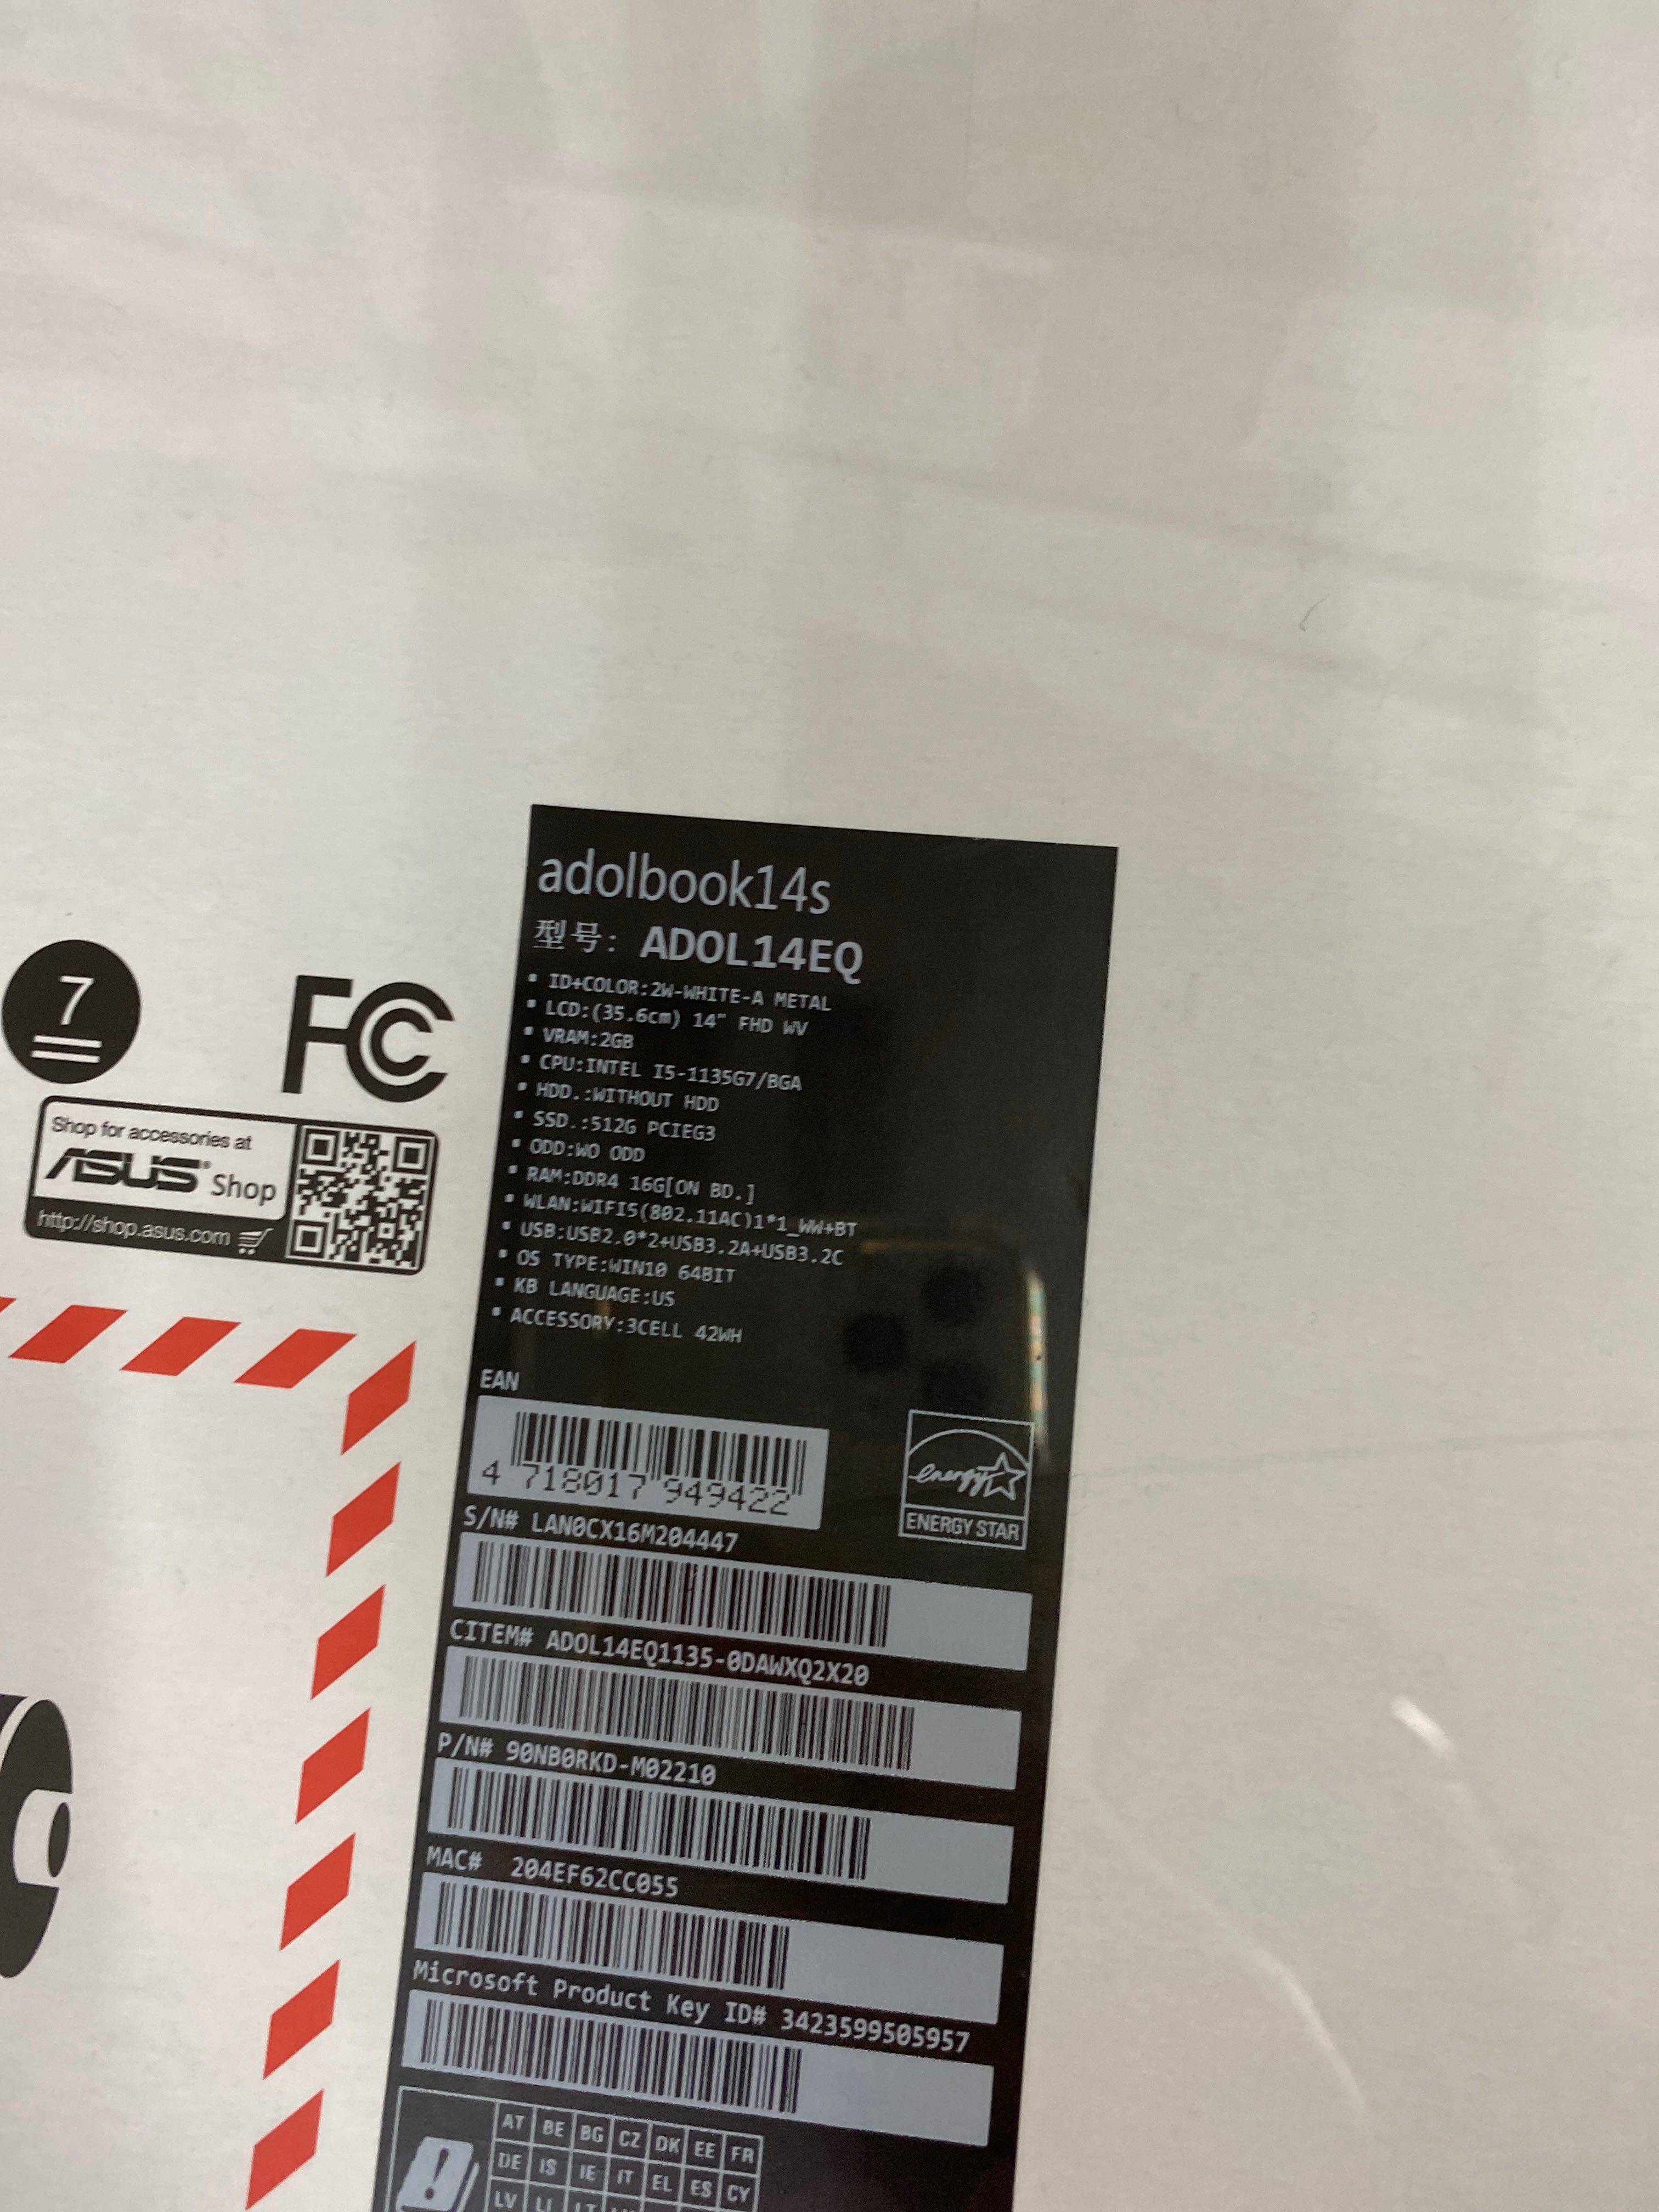 adolbook14s
型号: ADOL14EQ
▪ ID+COLOR:2W-WHITE-A METAL
▪ LCD:(35.6cm) 14" FHD WV
▪ VRAM:2GB
▪ CPU:INTEL I5-1135G7/BGA
▪ HDD.:WITHOUT HDD
▪ SSD.:512G PCIEG3
▪ ODD:WO ODD
▪ RAM:DDR4 16G[ON BD.]
▪ WLAN:WIFI5(802.11AC)1*1_WW+BT
▪ USB:USB2.0*2+USB3.2A+USB3.2C
▪ OS TYPE:WIN10 64BIT
▪ KB LANGUAGE:US
▪ ACCESSORY:3CELL 42WH
7
FC
Shop for accessories at
ASUS Shop
http://shop.asus.com
EAN
4 718017 949422
energy
ENERGY STAR
S/N# LAN0CX16M204447
CITEM# ADOL14EQ1135-0DAWXQ2X20
P/N# 90NB0RKD-M02210
MAC# 204EF62CC055
Microsoft Product Key ID# 3423599505957
AT BE BG CZ DK EE FR
DE IS IE IT EL ES CY
LV LI LT